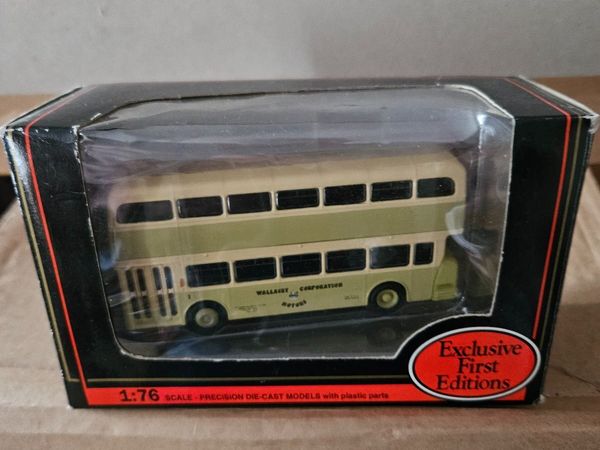 WALLASEY CORPORATION
MOTORS
Exclusive
First
Editions
1:76 SCALE - PRECISION DIE-CAST MODELS with plastic parts